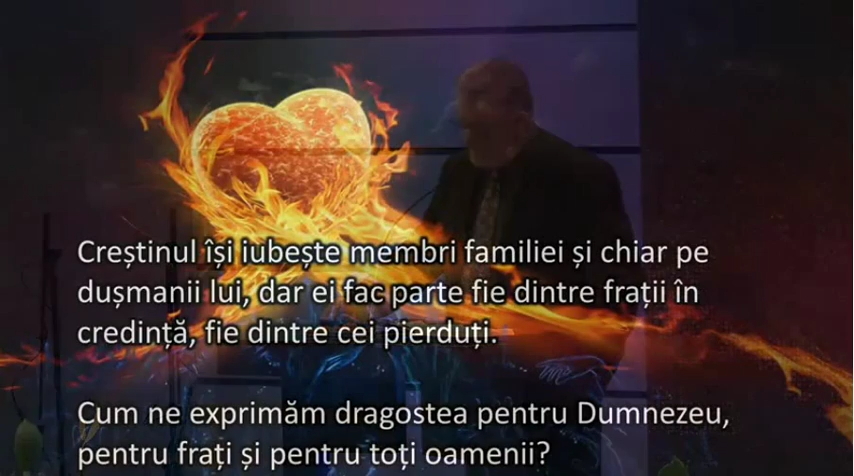 Creștinul își iubește membri familiei și chiar pe
dușmanii lui, dar ei fac parte fie dintre frații în
credință, fie dintre cei pierduți.
Cum ne exprimăm dragostea pentru Dumnezeu,
pentru frați și pentru toți oamenii?